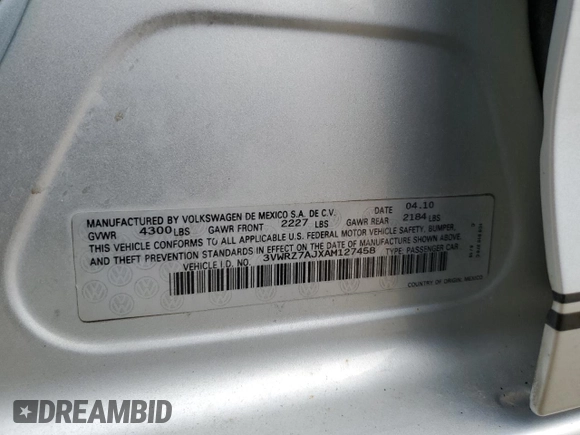 MANUFACTURED BY VOLKSWAGEN DE MEXICO S.A. DE C.V. DATE 04.10
GVWR 4300 LBS GAWR FRONT 2227 LBS GAWR REAR 2184 LBS
THIS VEHICLE CONFORMS TO ALL APPLICABLE U.S. FEDERAL MOTOR VEHICLE SAFETY, BUMPER,
AND THEFT PREVENTION STANDARDS IN EFFECT ON THE DATE OF MANUFACTURE SHOWN ABOVE.
VEHICLE I.D. NO. 3VWRZ7AJXAM127458 TYPE: PASSENGER CAR
COUNTRY OF ORIGIN: MEXICO
DREAMBID